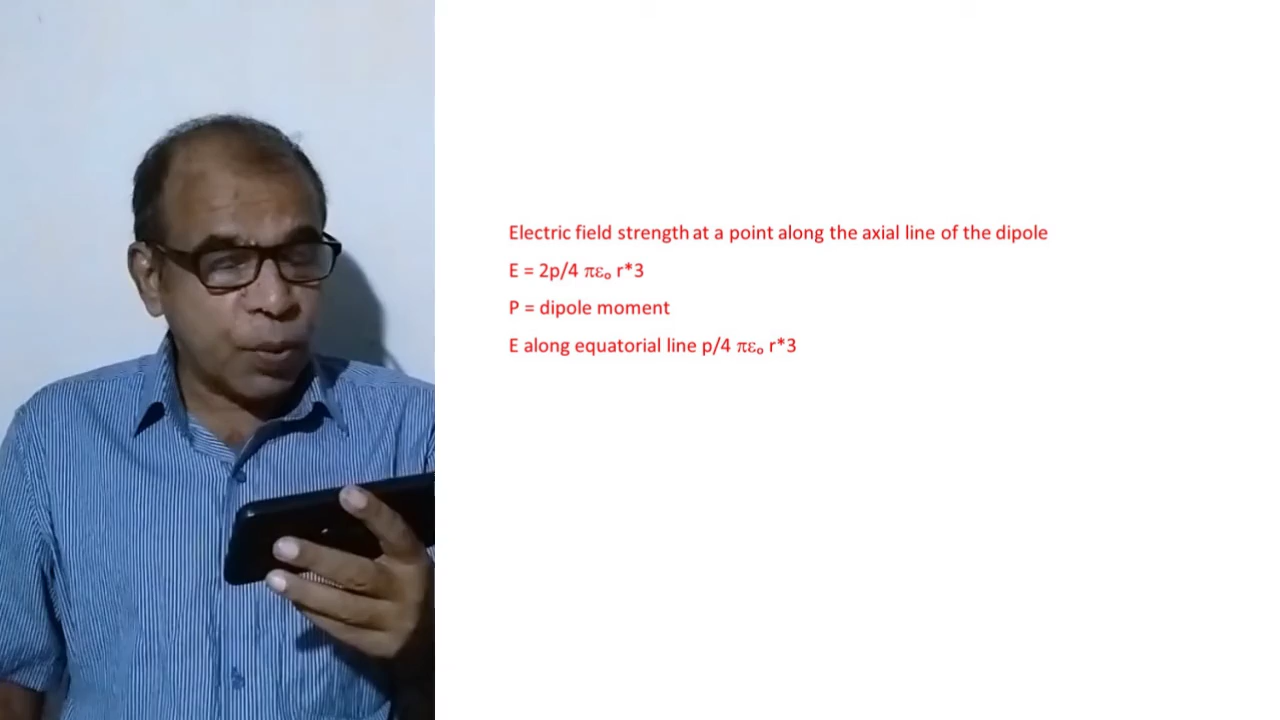 Electric field strength at a point along the axial line of the dipole
E = 2p/4 πεₒ r*3
P = dipole moment
E along equatorial line p/4 πεₒ r*3